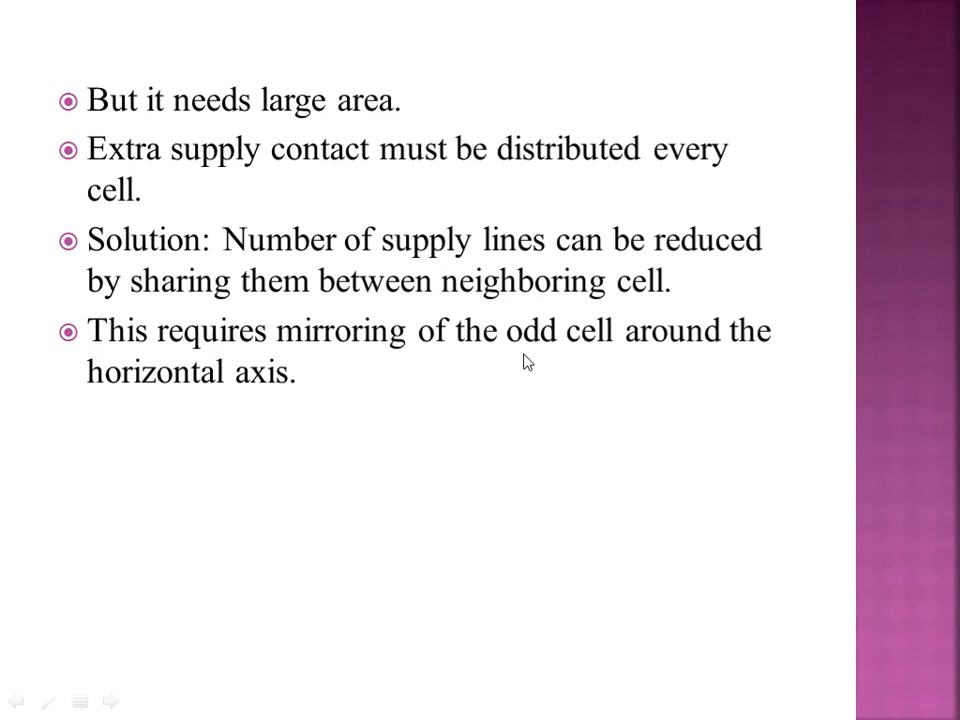 But it needs large area.
Extra supply contact must be distributed every
cell.
Solution: Number of supply lines can be reduced
by sharing them between neighboring cell.
This requires mirroring of the odd cell around the
horizontal axis.